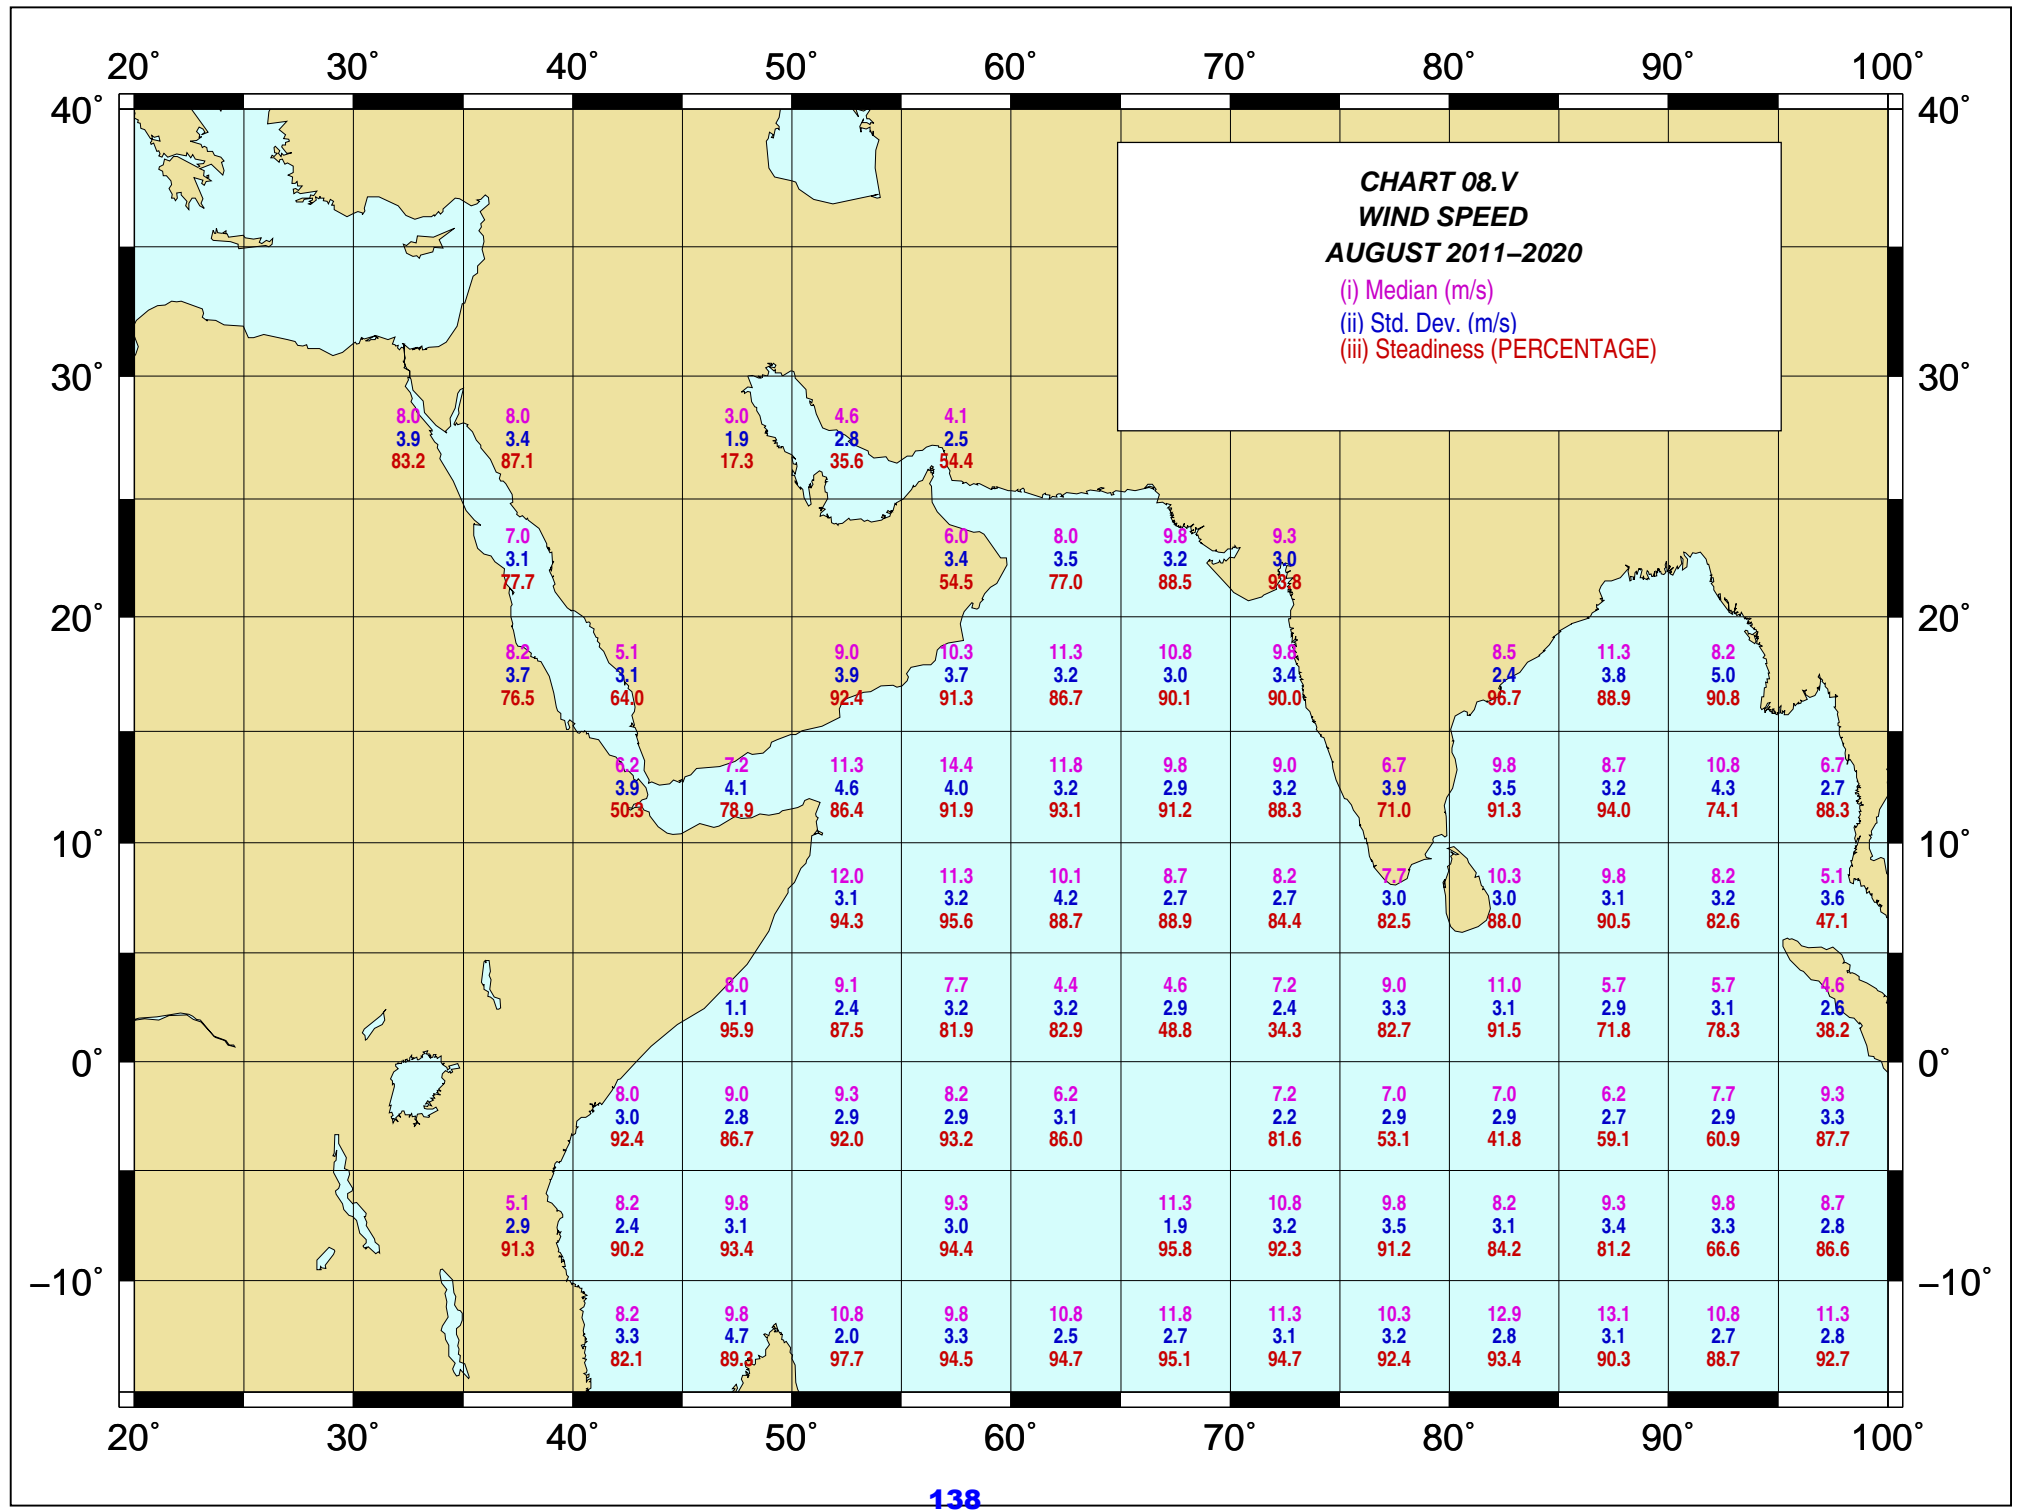 20° 30° 40° 50° 60° 70° 80° 90° 100°
40° 40°
CHART 08.V
WIND SPEED
AUGUST 2011–2020
(i) Median (m/s)
(ii) Std. Dev. (m/s)
(iii) Steadiness (PERCENTAGE)
30° 30°
8.0 8.0 3.0 4.6 4.1
3.9 3.4 1.9 2.8 2.5
83.2 87.1 17.3 35.6 54.4
7.0 6.0 8.0 9.8 9.3
3.1 3.4 3.5 3.2 3.0
77.7 54.5 77.0 88.5 93.8
20° 20°
8.2 5.1 9.0 10.3 11.3 10.8 9.8 8.5 11.3 8.2
3.7 3.1 3.9 3.7 3.2 3.0 3.4 2.4 3.8 5.0
76.5 64.0 92.4 91.3 86.7 90.1 90.0 96.7 88.9 90.8
6.2 7.2 11.3 14.4 11.8 9.8 9.0 6.7 9.8 8.7 10.8 6.7
3.9 4.1 4.6 4.0 3.2 2.9 3.2 3.9 3.5 3.2 4.3 2.7
50.3 78.9 86.4 91.9 93.1 91.2 88.3 71.0 91.3 94.0 74.1 88.3
10° 10°
12.0 11.3 10.1 8.7 8.2 7.7 10.3 9.8 8.2 5.1
3.1 3.2 4.2 2.7 2.7 3.0 3.0 3.1 3.2 3.6
94.3 95.6 88.7 88.9 84.4 82.5 88.0 90.5 82.6 47.1
8.0 9.1 7.7 4.4 4.6 7.2 9.0 11.0 5.7 5.7 4.6
1.1 2.4 3.2 3.2 2.9 2.4 3.3 3.1 2.9 3.1 2.6
95.9 87.5 81.9 82.9 48.8 34.3 82.7 91.5 71.8 78.3 38.2
0° 0°
8.0 9.0 9.3 8.2 6.2 7.2 7.0 7.0 6.2 7.7 9.3
3.0 2.8 2.9 2.9 3.1 2.2 2.9 2.9 2.7 2.9 3.3
92.4 86.7 92.0 93.2 86.0 81.6 53.1 41.8 59.1 60.9 87.7
5.1 8.2 9.8 9.3 11.3 10.8 9.8 8.2 9.3 9.8 8.7
2.9 2.4 3.1 3.0 1.9 3.2 3.5 3.1 3.4 3.3 2.8
91.3 90.2 93.4 94.4 95.8 92.3 91.2 84.2 81.2 66.6 86.6
–10° –10°
8.2 9.8 10.8 9.8 10.8 11.8 11.3 10.3 12.9 13.1 10.8 11.3
3.3 4.7 2.0 3.3 2.5 2.7 3.1 3.2 2.8 3.1 2.7 2.8
82.1 89.3 97.7 94.5 94.7 95.1 94.7 92.4 93.4 90.3 88.7 92.7
20° 30° 40° 50° 60° 70° 80° 90° 100°
138